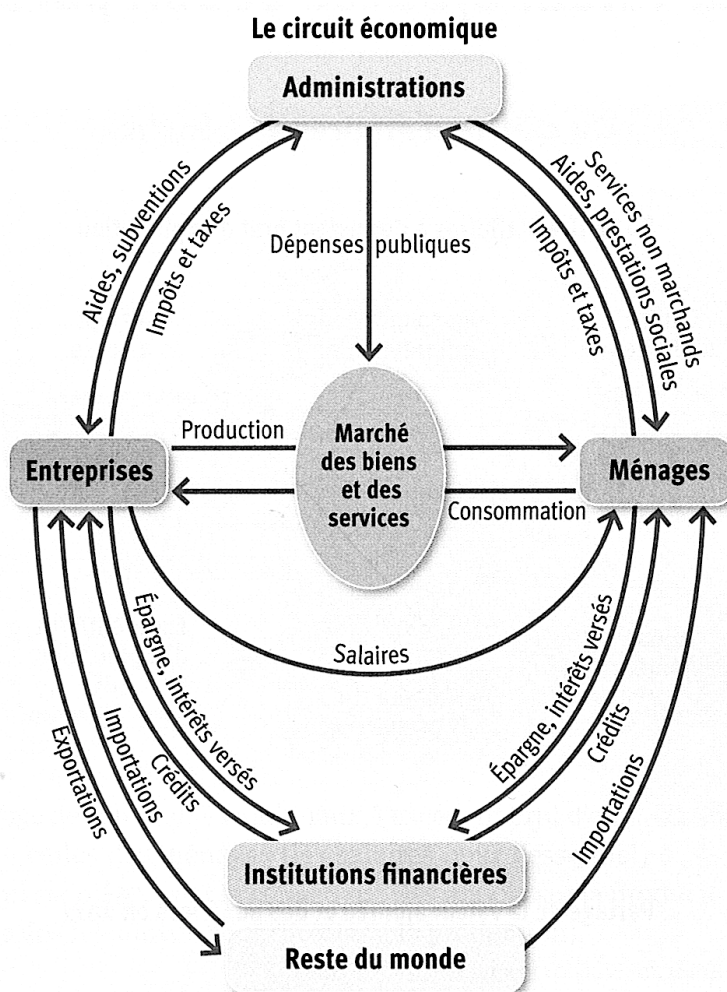 Le circuit économique
Administrations
Aides, subventions
Impôts et taxes
Dépenses publiques
Services non marchands
Aides, prestations sociales
Impôts et taxes
Production
Marché
des biens
et des
services
Entreprises
Ménages
Consommation
Salaires
Épargne, intérêts versés
Crédits
Importations
Exportations
Épargne, intérêts versés
Crédits
Importations
Institutions financières
Reste du monde